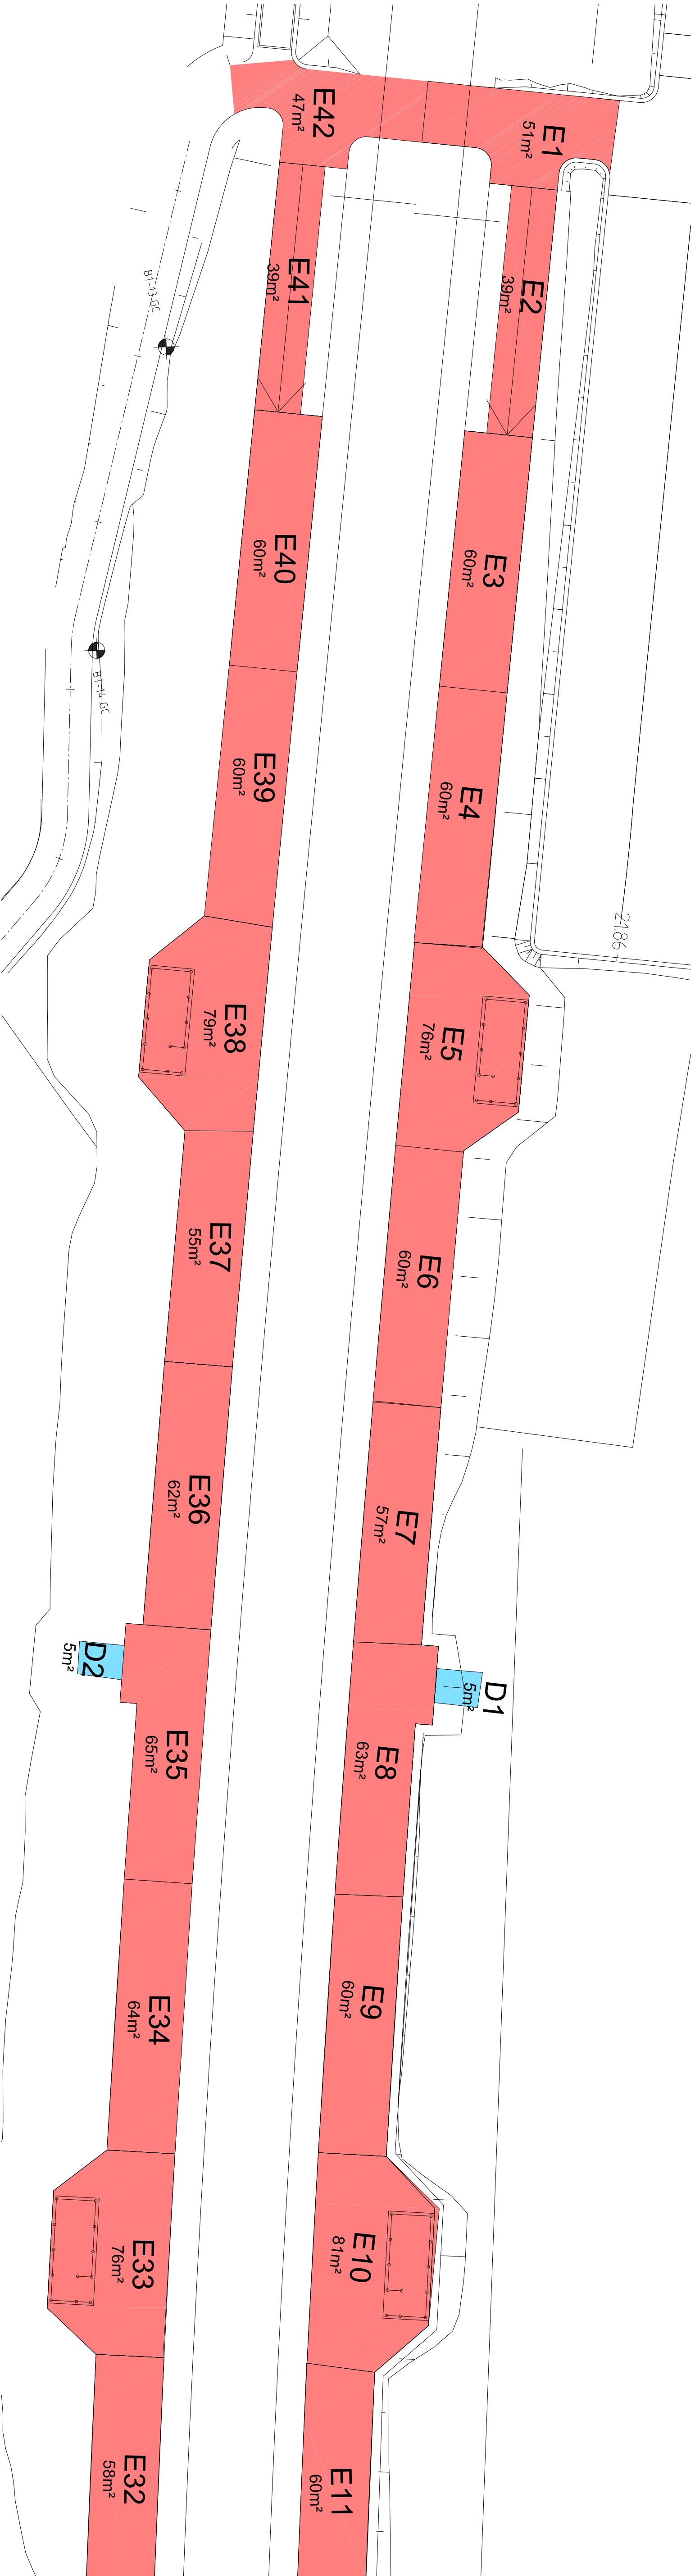 E42
47m²
E1
51m²
E41
39m²
E2
39m²
B1-13 GC
E40
60m²
E3
60m²
B1-14 GC
E39
60m²
E4
60m²
21.86
E38
79m²
E5
76m²
E37
55m²
E6
60m²
E36
62m²
E7
57m²
D2
5m²
D1
5m²
E35
65m²
E8
63m²
E34
64m²
E9
60m²
E33
76m²
E10
81m²
E32
58m²
E11
60m²